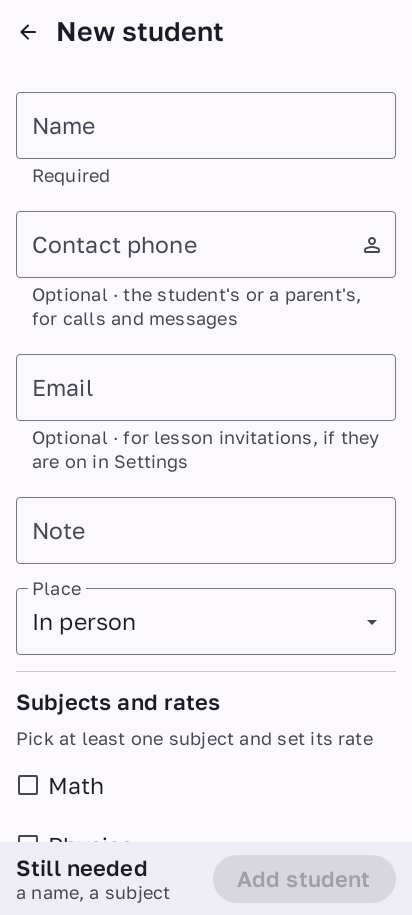 New student
Name
Required
Contact phone
Optional · the student's or a parent's,
for calls and messages
Email
Optional · for lesson invitations, if they
are on in Settings
Note
Place
In person
Subjects and rates
Pick at least one subject and set its rate
Math
Still needed
a name, a subject
Add student